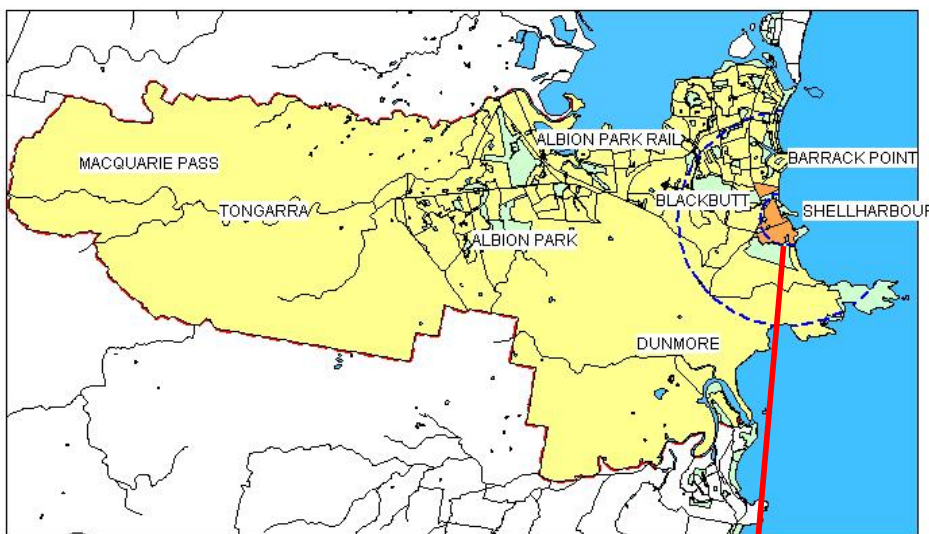 ALBION PARK RAIL
MACQUARIE PASS
BARRACK POINT
BLACKBUTT
TONGARRA
SHELLHARBOUR
ALBION PARK
DUNMORE